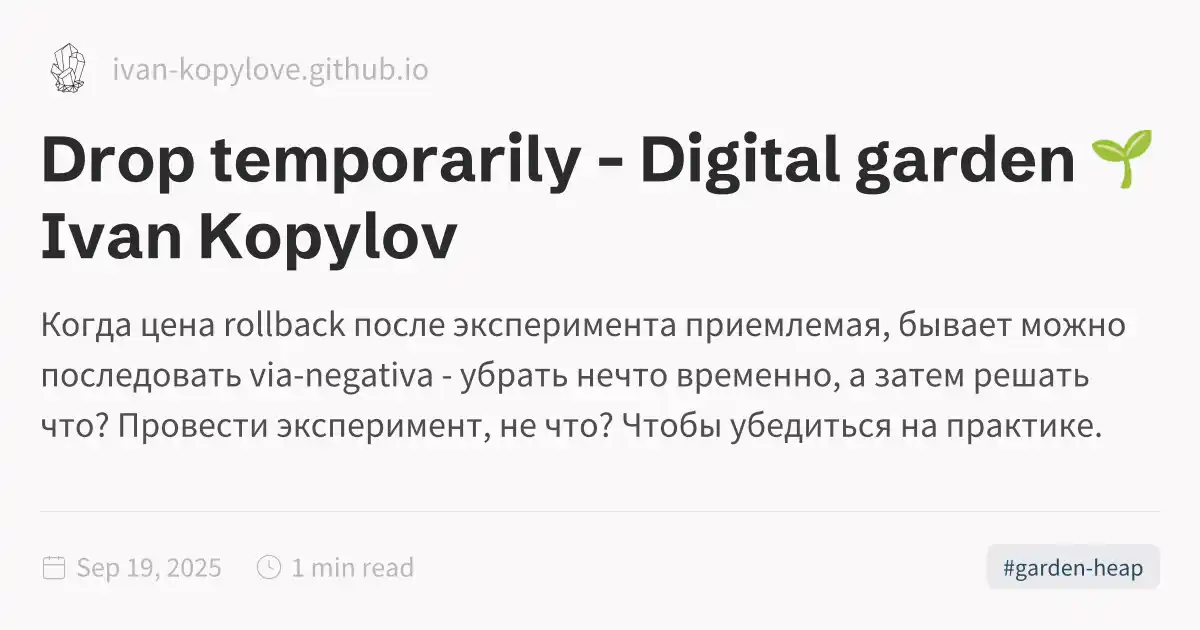 ivan-kopylove.github.io
Drop temporarily - Digital garden 🌱
Ivan Kopylov
Когда цена rollback после эксперимента приемлемая, бывает можно
последовать via-negativa - убрать нечто временно, а затем решать
что? Провести эксперимент, не что? Чтобы убедиться на практике.
Sep 19, 2025
1 min read
#garden-heap